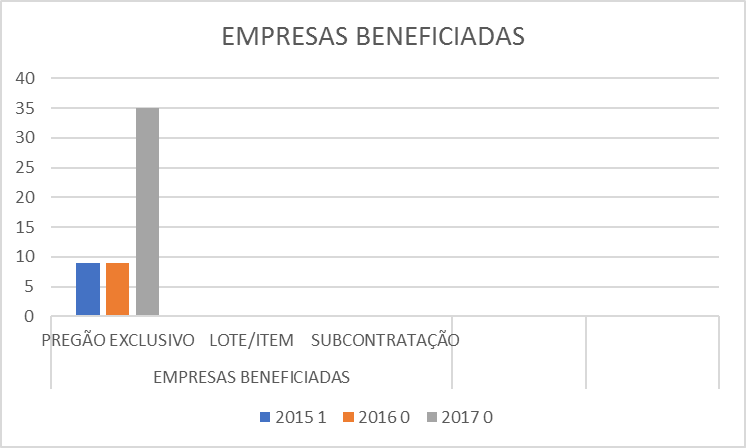 EMPRESAS BENEFICIADAS
40
35
30
25
20
15
10
5
0
PREGÃO EXCLUSIVO LOTE/ITEM SUBCONTRATAÇÃO
EMPRESAS BENEFICIADAS
2015 1 2016 0 2017 0